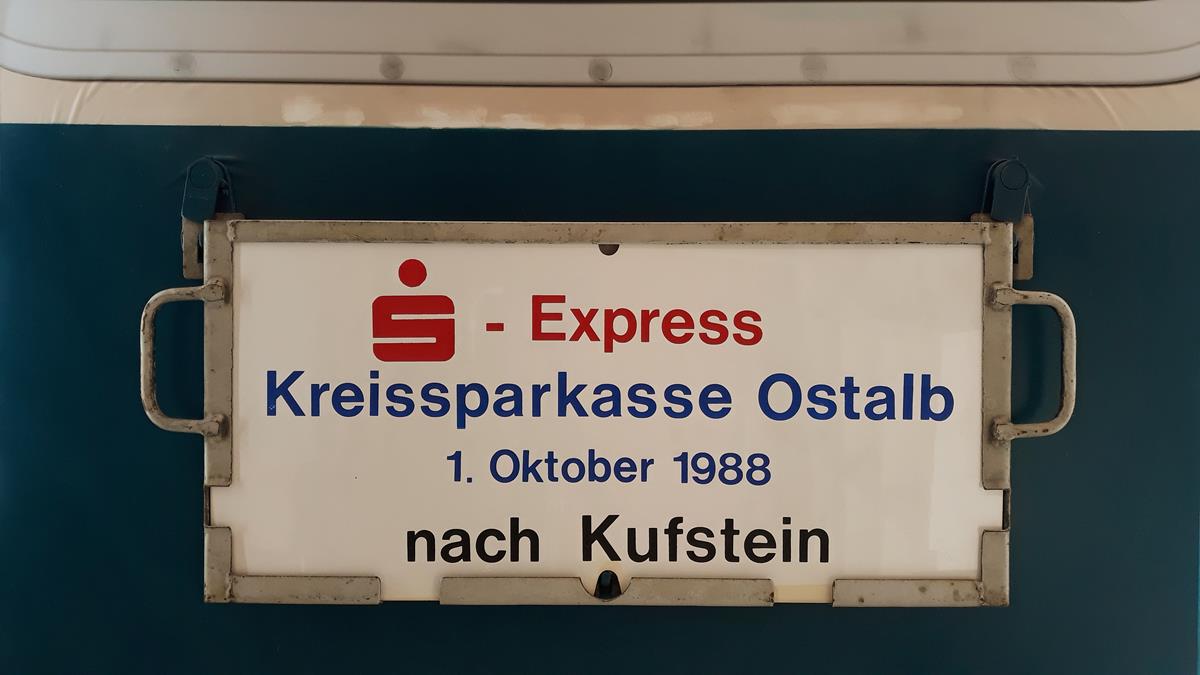 S - Express
Kreissparkasse Ostalb
1. Oktober 1988
nach Kufstein